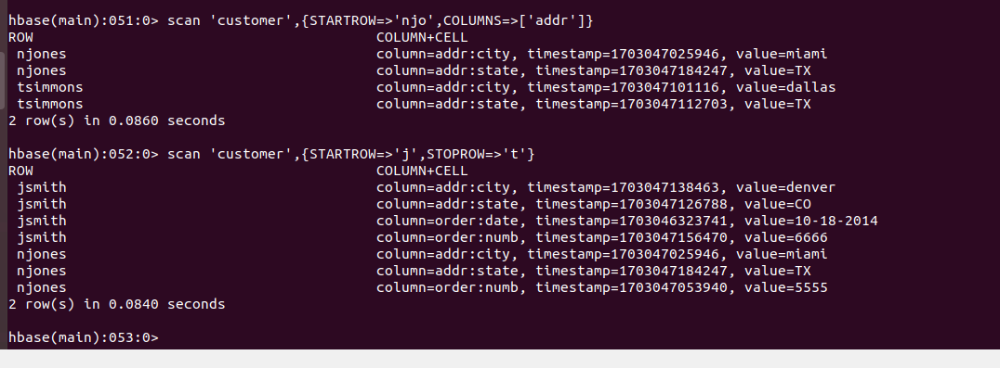 hbase(main):051:0> scan 'customer',{STARTROW=>'njo',COLUMNS=>['addr']}
ROW COLUMN+CELL
njones column=addr:city, timestamp=1703047025946, value=miami
njones column=addr:state, timestamp=1703047184247, value=TX
tsimmons column=addr:city, timestamp=1703047101116, value=dallas
tsimmons column=addr:state, timestamp=1703047112703, value=TX
2 row(s) in 0.0860 seconds
hbase(main):052:0> scan 'customer',{STARTROW=>'j',STOPROW=>'t'}
ROW COLUMN+CELL
jsmith column=addr:city, timestamp=1703047138463, value=denver
jsmith column=addr:state, timestamp=1703047126788, value=CO
jsmith column=order:date, timestamp=1703046323741, value=10-18-2014
jsmith column=order:numb, timestamp=1703047156470, value=6666
njones column=addr:city, timestamp=1703047025946, value=miami
njones column=addr:state, timestamp=1703047184247, value=TX
njones column=order:numb, timestamp=1703047053940, value=5555
2 row(s) in 0.0840 seconds
hbase(main):053:0>